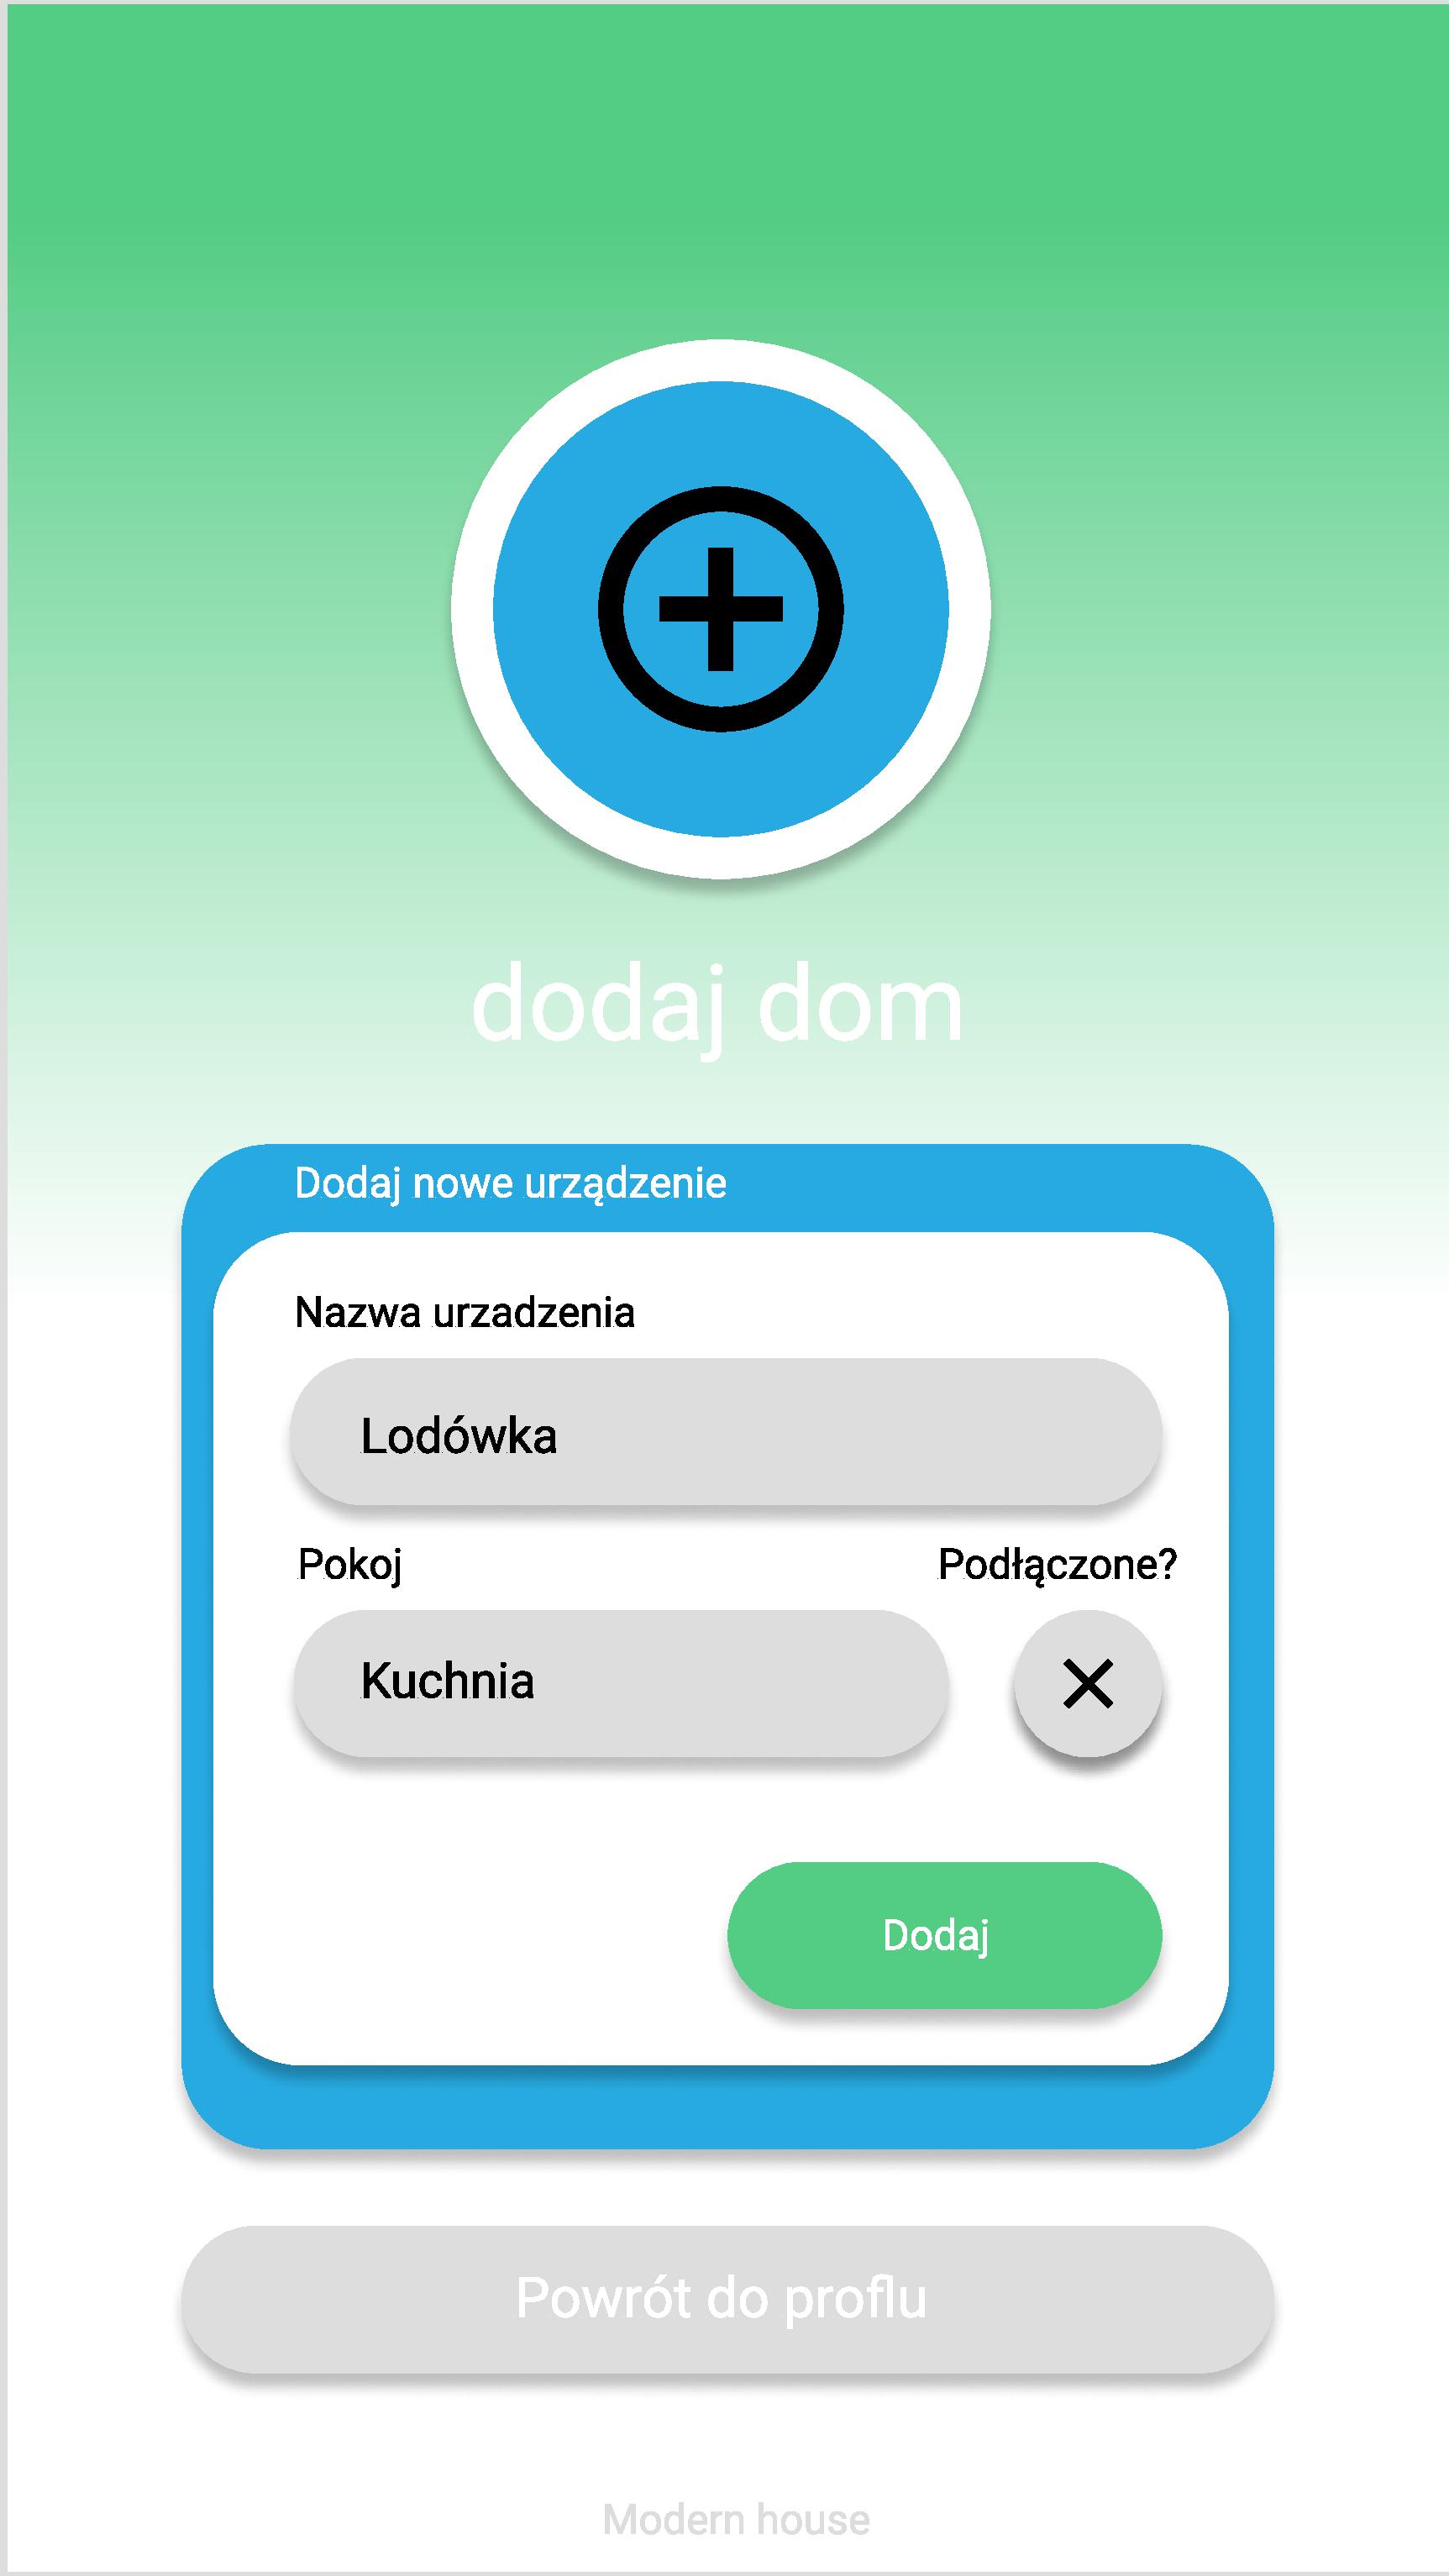 dodaj dom
Dodaj nowe urządzenie
Nazwa urzadzenia
Lodówka
Pokoj
Podłączone?
Kuchnia
Dodaj
Powrót do proflu
Modern house